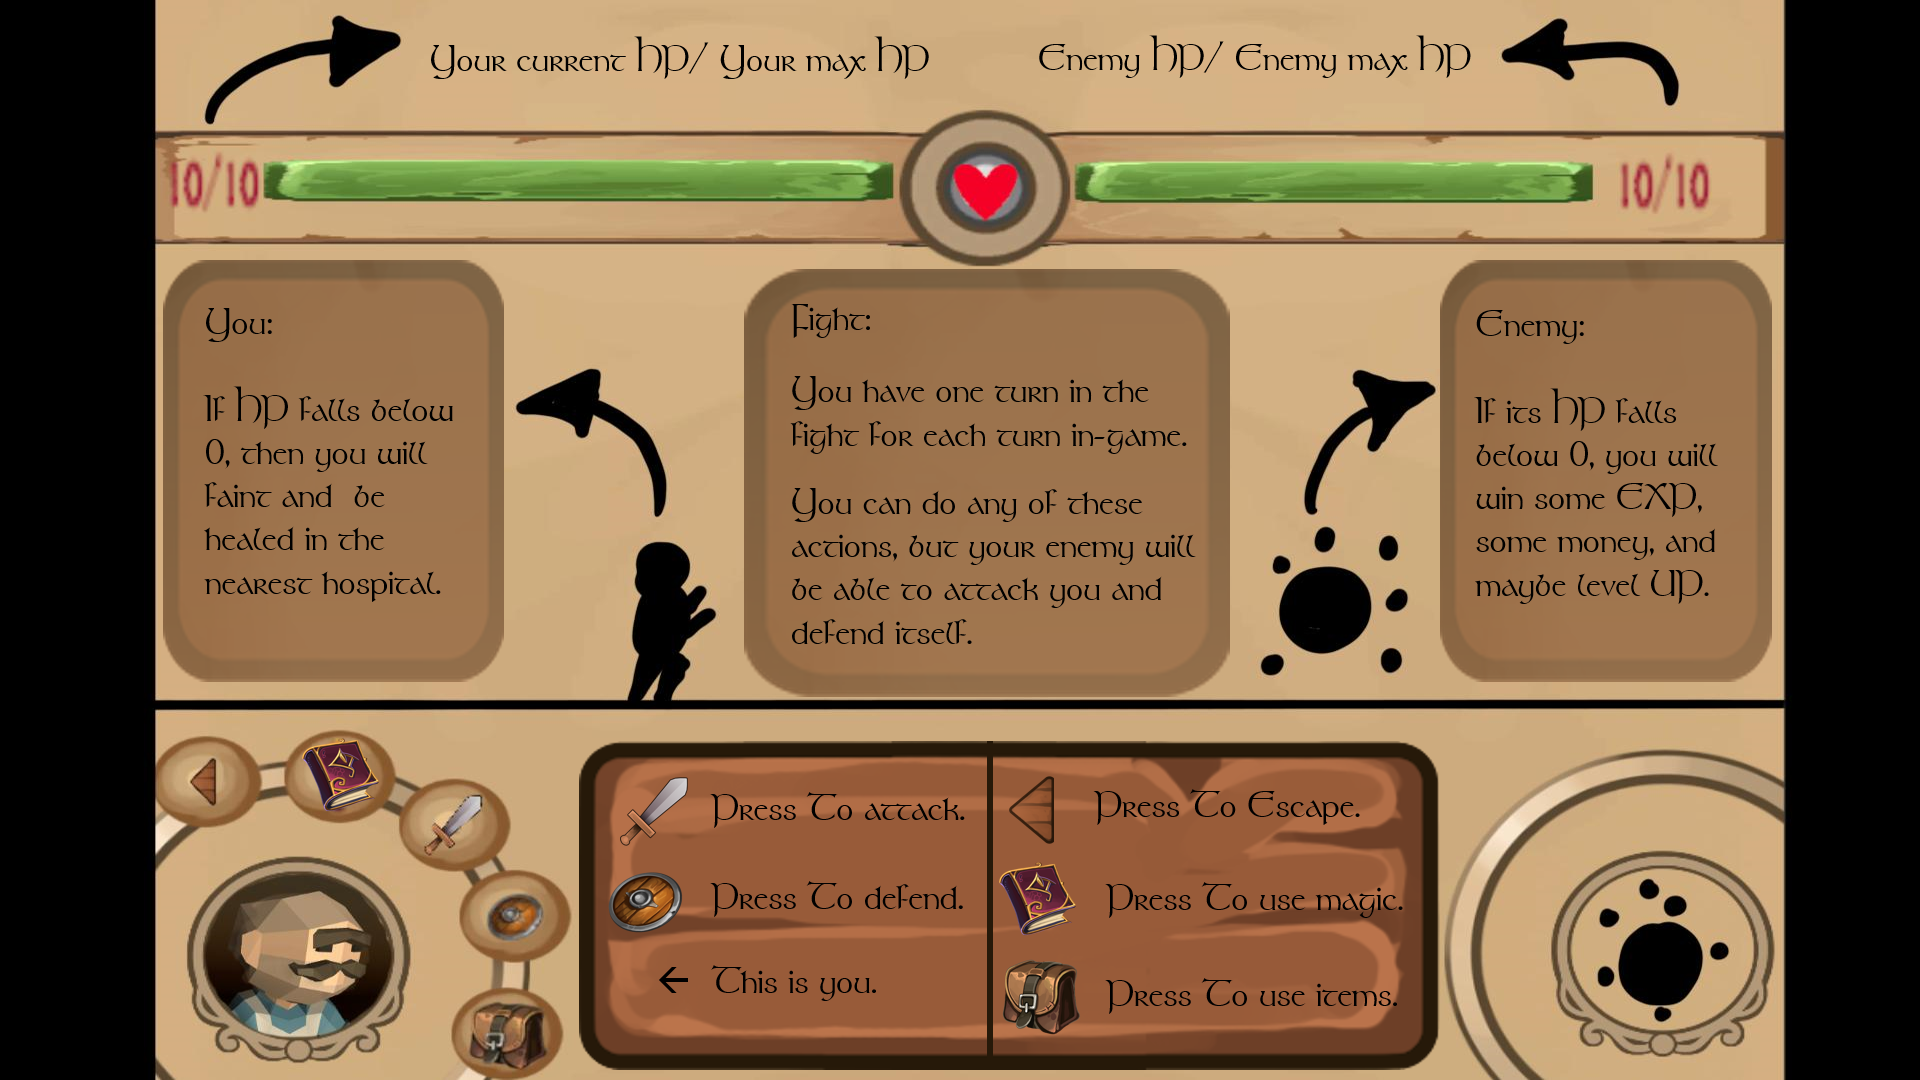 Your current HP/ Your max HP
Enemy HP/ Enemy max HP
10/10
10/10
You:
If HP falls below
0, then you will
faint and be
healed in the
nearest hospital.
Fight:
You have one turn in the
fight for each turn in-game.
You can do any of these
actions, but your enemy will
be able to attack you and
defend itself.
Enemy:
If its HP falls
below 0, you will
win some EXP,
some money, and
maybe level UP.
Press To attack.
Press To defend.
← This is you.
Press To Escape.
Press To use magic.
Press To use items.